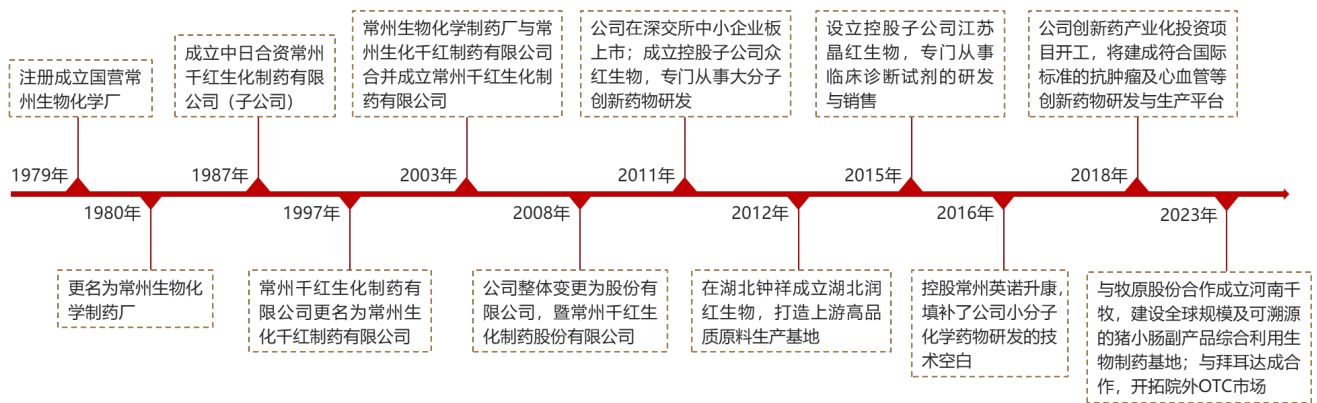 注册成立国营常
州生物化学厂
1979年
更名为常州生物化
学制药厂
1980年
成立中日合资常州
千红生化制药有限
公司（子公司）
1987年
1997年
常州千红生化制药有
限公司更名为常州生
化千红制药有限公司
常州生物化学制药厂与常
州生化千红制药有限公司
合并成立常州千红生化制
药有限公司
2003年
2008年
公司整体变更为股份有
限公司，暨常州千红生
化制药股份有限公司
公司在深交所中小企业板
上市；成立控股子公司众
红生物，专门从事大分子
创新药物研发
2011年
2012年
在湖北钟祥成立湖北润
红生物，打造上游高品
质原料生产基地
设立控股子公司江苏
晶红生物，专门从事
临床诊断试剂的研发
与销售
2015年
2016年
控股常州英诺升康，
填补了公司小分子
化学药物研发的技
术空白
公司创新药产业化投资项
目开工，将建成符合国际
标准的抗肿瘤及心血管等
创新药物研发与生产平台
2018年
2023年
与牧原股份合作成立河南千
牧，建设全球规模及可溯源
的猪小肠副产品综合利用生
物制药基地；与拜耳达成合
作，开拓院外OTC市场